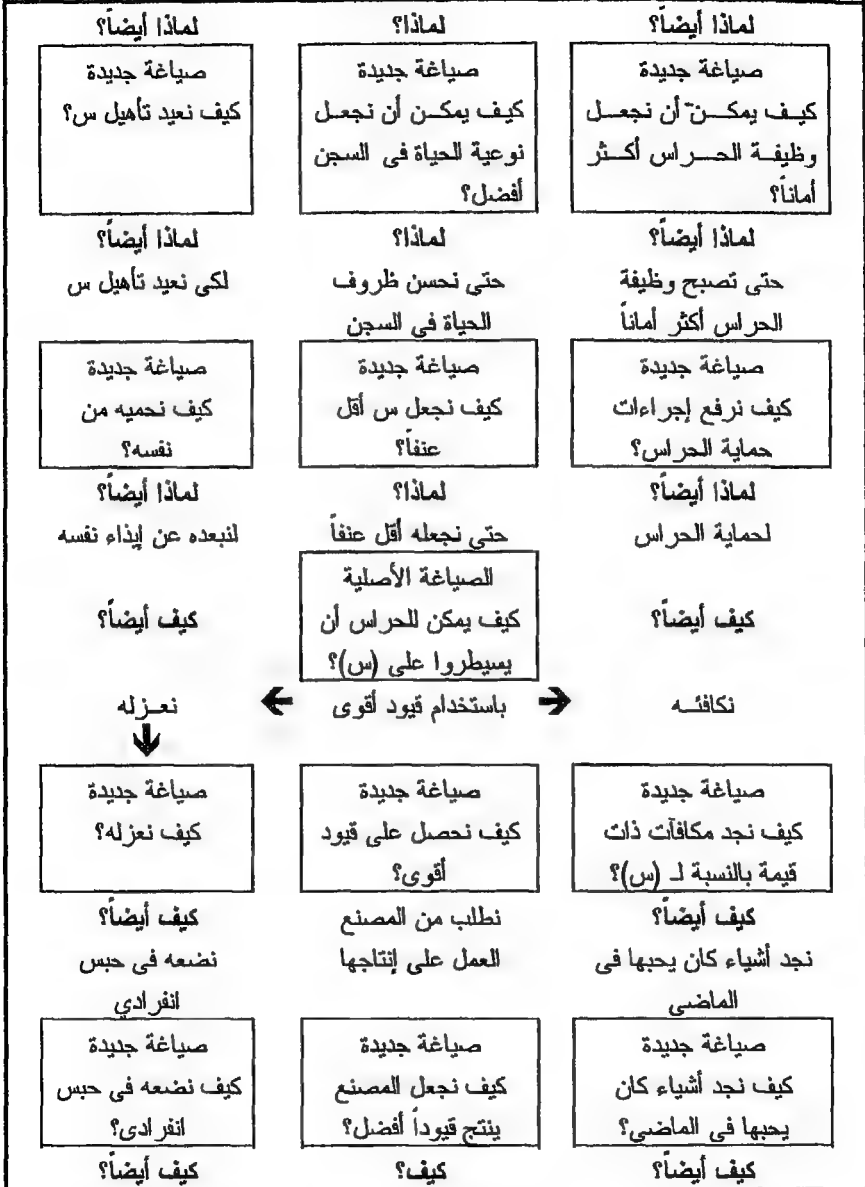 لماذا أيضاً؟
صياغة جديدة
كيف يمكن أن نجعل
وظيفة الحراس أكثر
أماناً؟
لماذا أيضاً؟
حتى تصبح وظيفة
الحراس أكثر أماناً
صياغة جديدة
كيف نرفع إجراءات
حماية الحراس؟
لماذا أيضاً؟
لحماية الحراس
كيف أيضاً؟
نكافئه
صياغة جديدة
كيف نجد مكافآت ذات
قيمة بالنسبة لـ (س)؟
كيف أيضاً؟
نجد أشياء كان يحبها فى
الماضى
صياغة جديدة
كيف نجد أشياء كان
يحبها فى الماضى؟
كيف أيضاً؟
لماذا؟
صياغة جديدة
كيف يمكن أن نجعل
نوعية الحياة فى السجن
أفضل؟
لماذا؟
حتى نحسن ظروف
الحياة فى السجن
صياغة جديدة
كيف نجعل س أقل
عنفاً؟
لماذا؟
حتى نجعله أقل عنفاً
الصياغة الأصلية
كيف يمكن للحراس أن
يسيطروا على (س)؟
باستخدام قيود أقوى
صياغة جديدة
كيف نحصل على قيود
أقوى؟
نطلب من المصنع
العمل على إنتاجها
صياغة جديدة
كيف نجعل المصنع
ينتج قيوداً أفضل؟
كيف؟
لماذا أيضاً؟
صياغة جديدة
كيف نعيد تأهيل س؟
لماذا أيضاً؟
لكى نعيد تأهيل س
صياغة جديدة
كيف نحميه من
نفسه؟
لماذا أيضاً؟
لنبعده عن إيذاء نفسه
كيف أيضاً؟
نعزله
صياغة جديدة
كيف نعزله؟
كيف أيضاً؟
نضعه فى حبس
انفرادي
صياغة جديدة
كيف نضعه فى حبس
انفرادى؟
كيف أيضاً؟